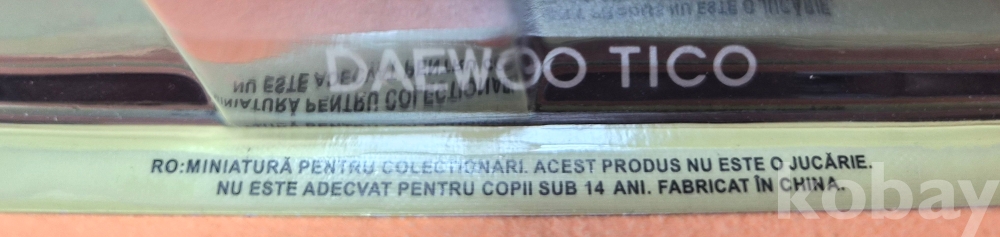 DAEWOO TICO
RO:MINIATURĂ PENTRU COLECȚIONARI. ACEST PRODUS NU ESTE O JUCĂRIE.
NU ESTE ADECVAT PENTRU COPII SUB 14 ANI. FABRICAT ÎN CHINA.
kobay